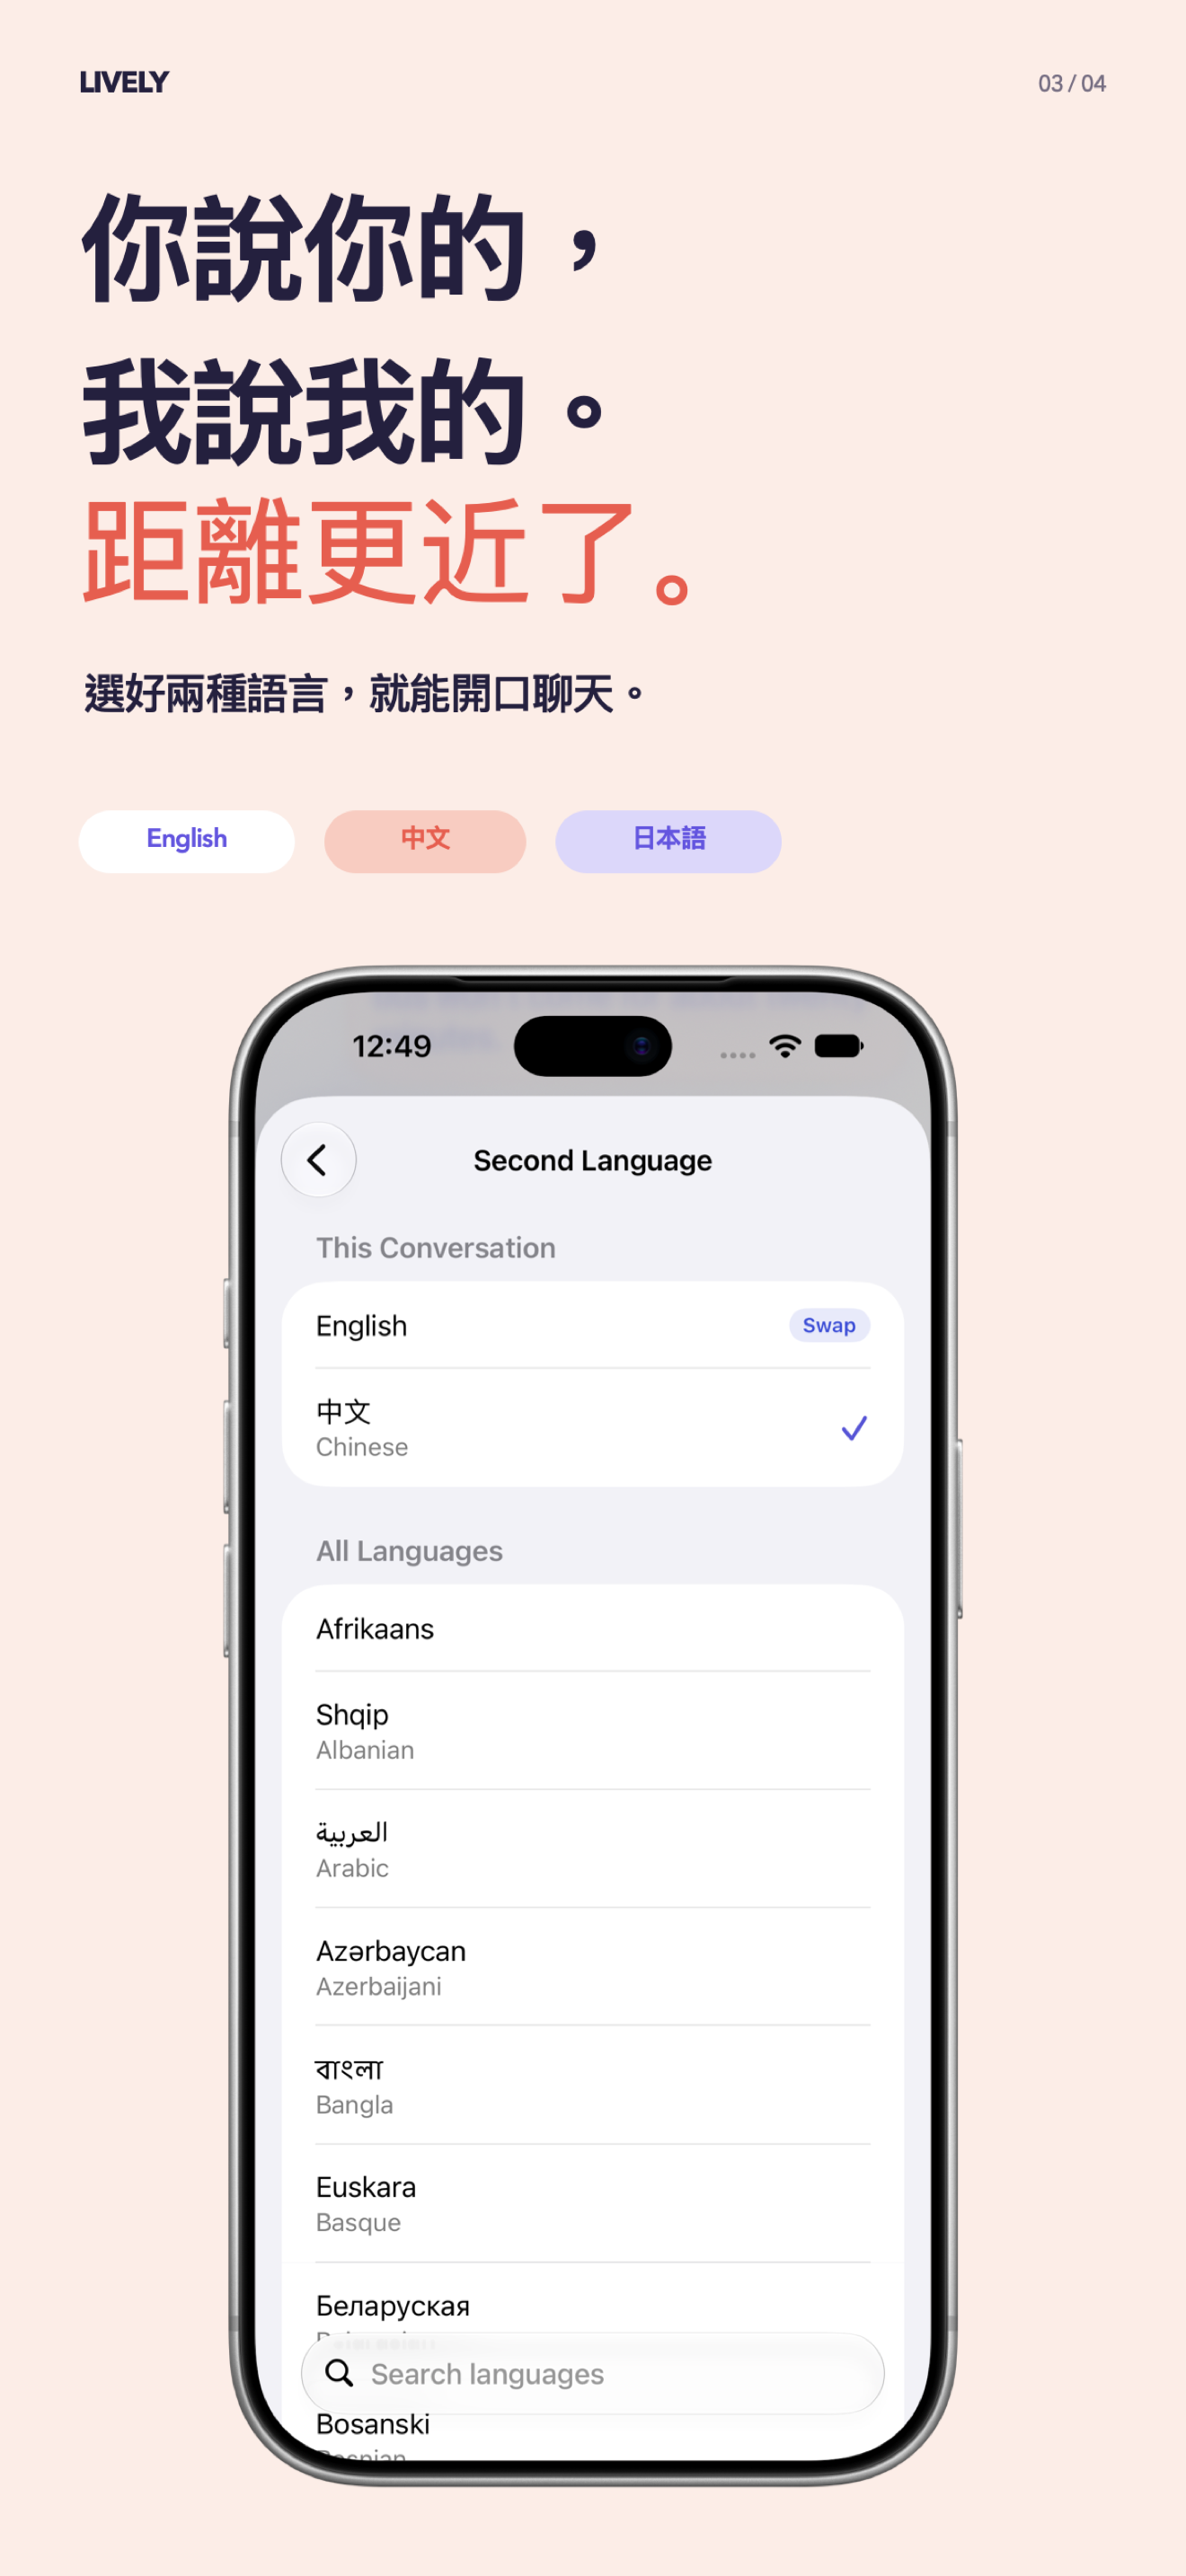 LIVELY
03 / 04
你說你的，
我說我的。
距離更近了。
選好兩種語言，就能開口聊天。
English
中文
日本語
12:49
Second Language
This Conversation
English
Swap
中文
Chinese
All Languages
Afrikaans
Shqip
Albanian
العربية
Arabic
Azərbaycan
Azerbaijani
বাংলা
Bangla
Euskara
Basque
Беларуская
Search languages
Bosanski
Bosnian